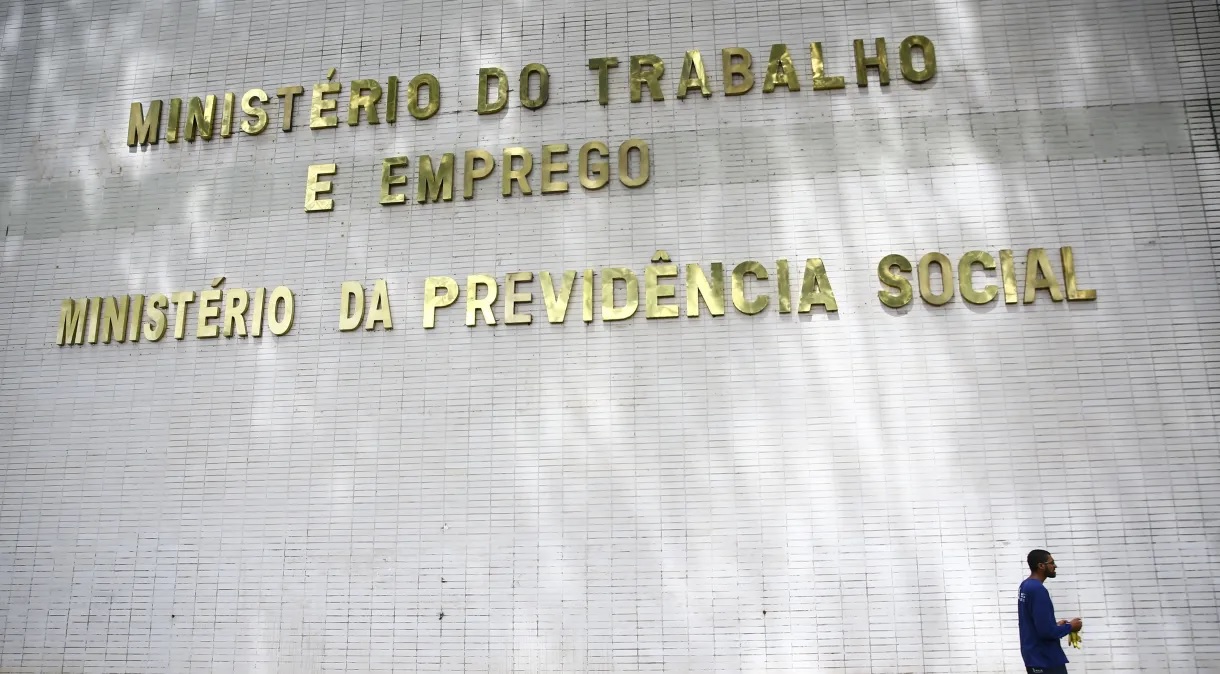 MINISTÉRIO DO TRABALHO
E EMPREGO
MINISTÉRIO DA PREVIDÊNCIA SOCIAL